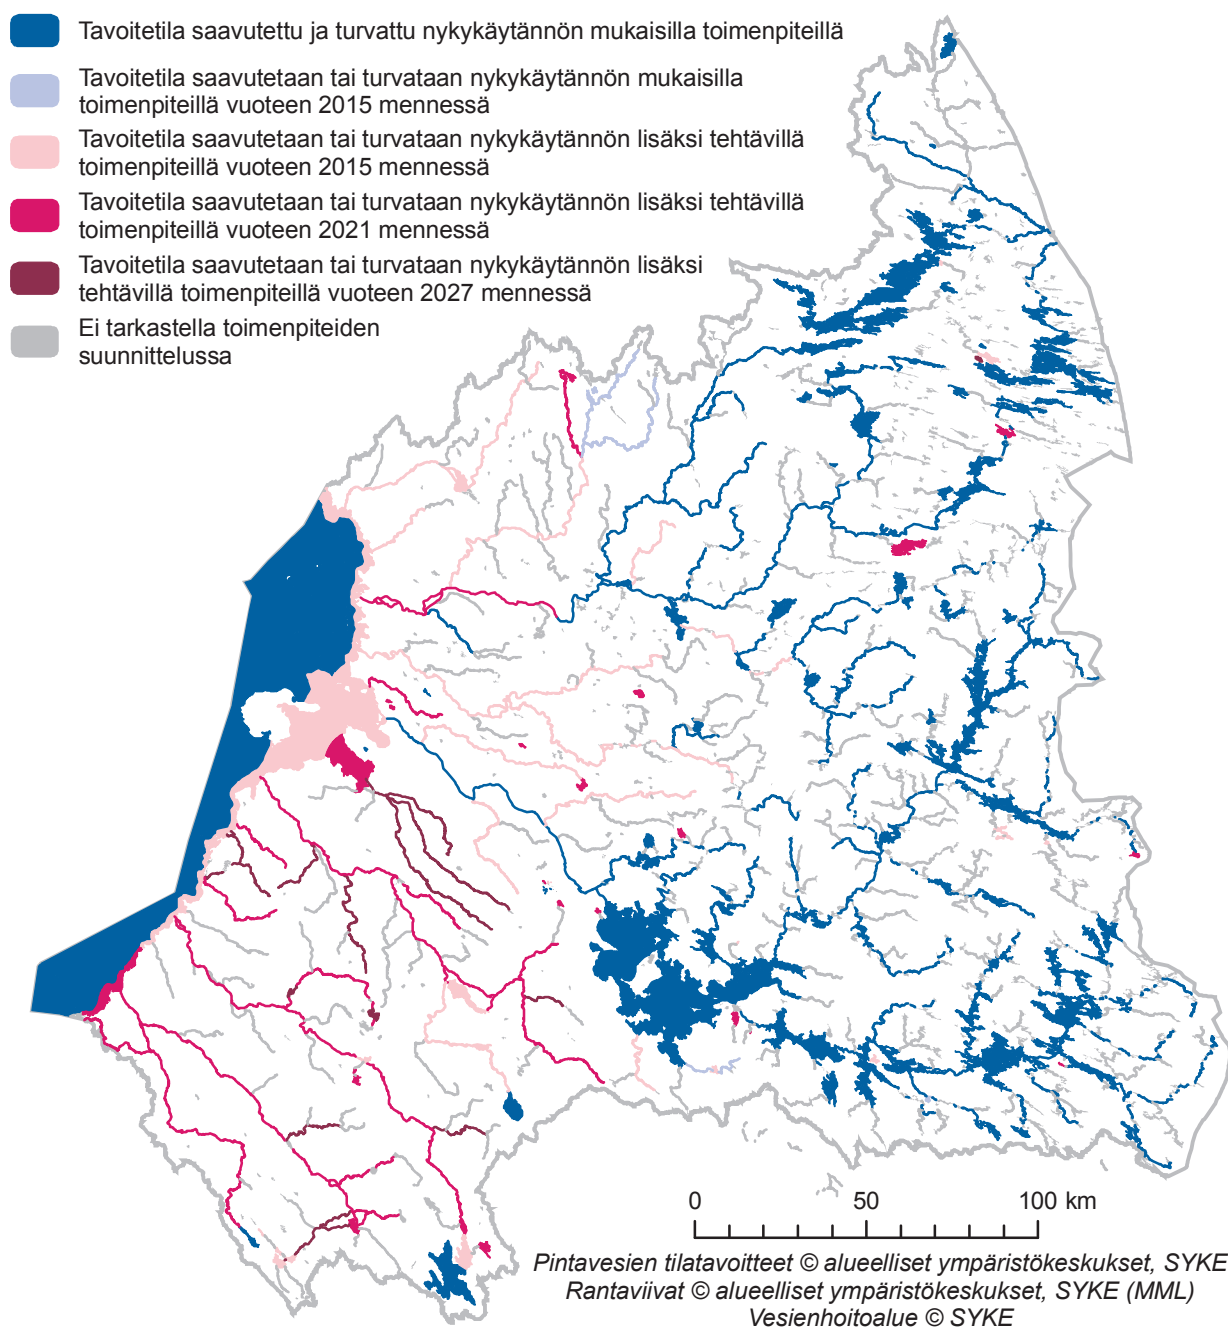 Tavoitetila saavutettu ja turvattu nykykäytännön mukaisilla toimenpiteillä
Tavoitetila saavutetaan tai turvataan nykykäytännön mukaisilla
toimenpiteillä vuoteen 2015 mennessä
Tavoitetila saavutetaan tai turvataan nykykäytännön lisäksi tehtävillä
toimenpiteillä vuoteen 2015 mennessä
Tavoitetila saavutetaan tai turvataan nykykäytännön lisäksi tehtävillä
toimenpiteillä vuoteen 2021 mennessä
Tavoitetila saavutetaan tai turvataan nykykäytännön lisäksi
tehtävillä toimenpiteillä vuoteen 2027 mennessä
Ei tarkastella toimenpiteiden
suunnittelussa
0 50 100 km
Pintavesien tilatavoitteet © alueelliset ympäristökeskukset, SYKE
Rantaviivat © alueelliset ympäristökeskukset, SYKE (MML)
Vesienhoitoalue © SYKE